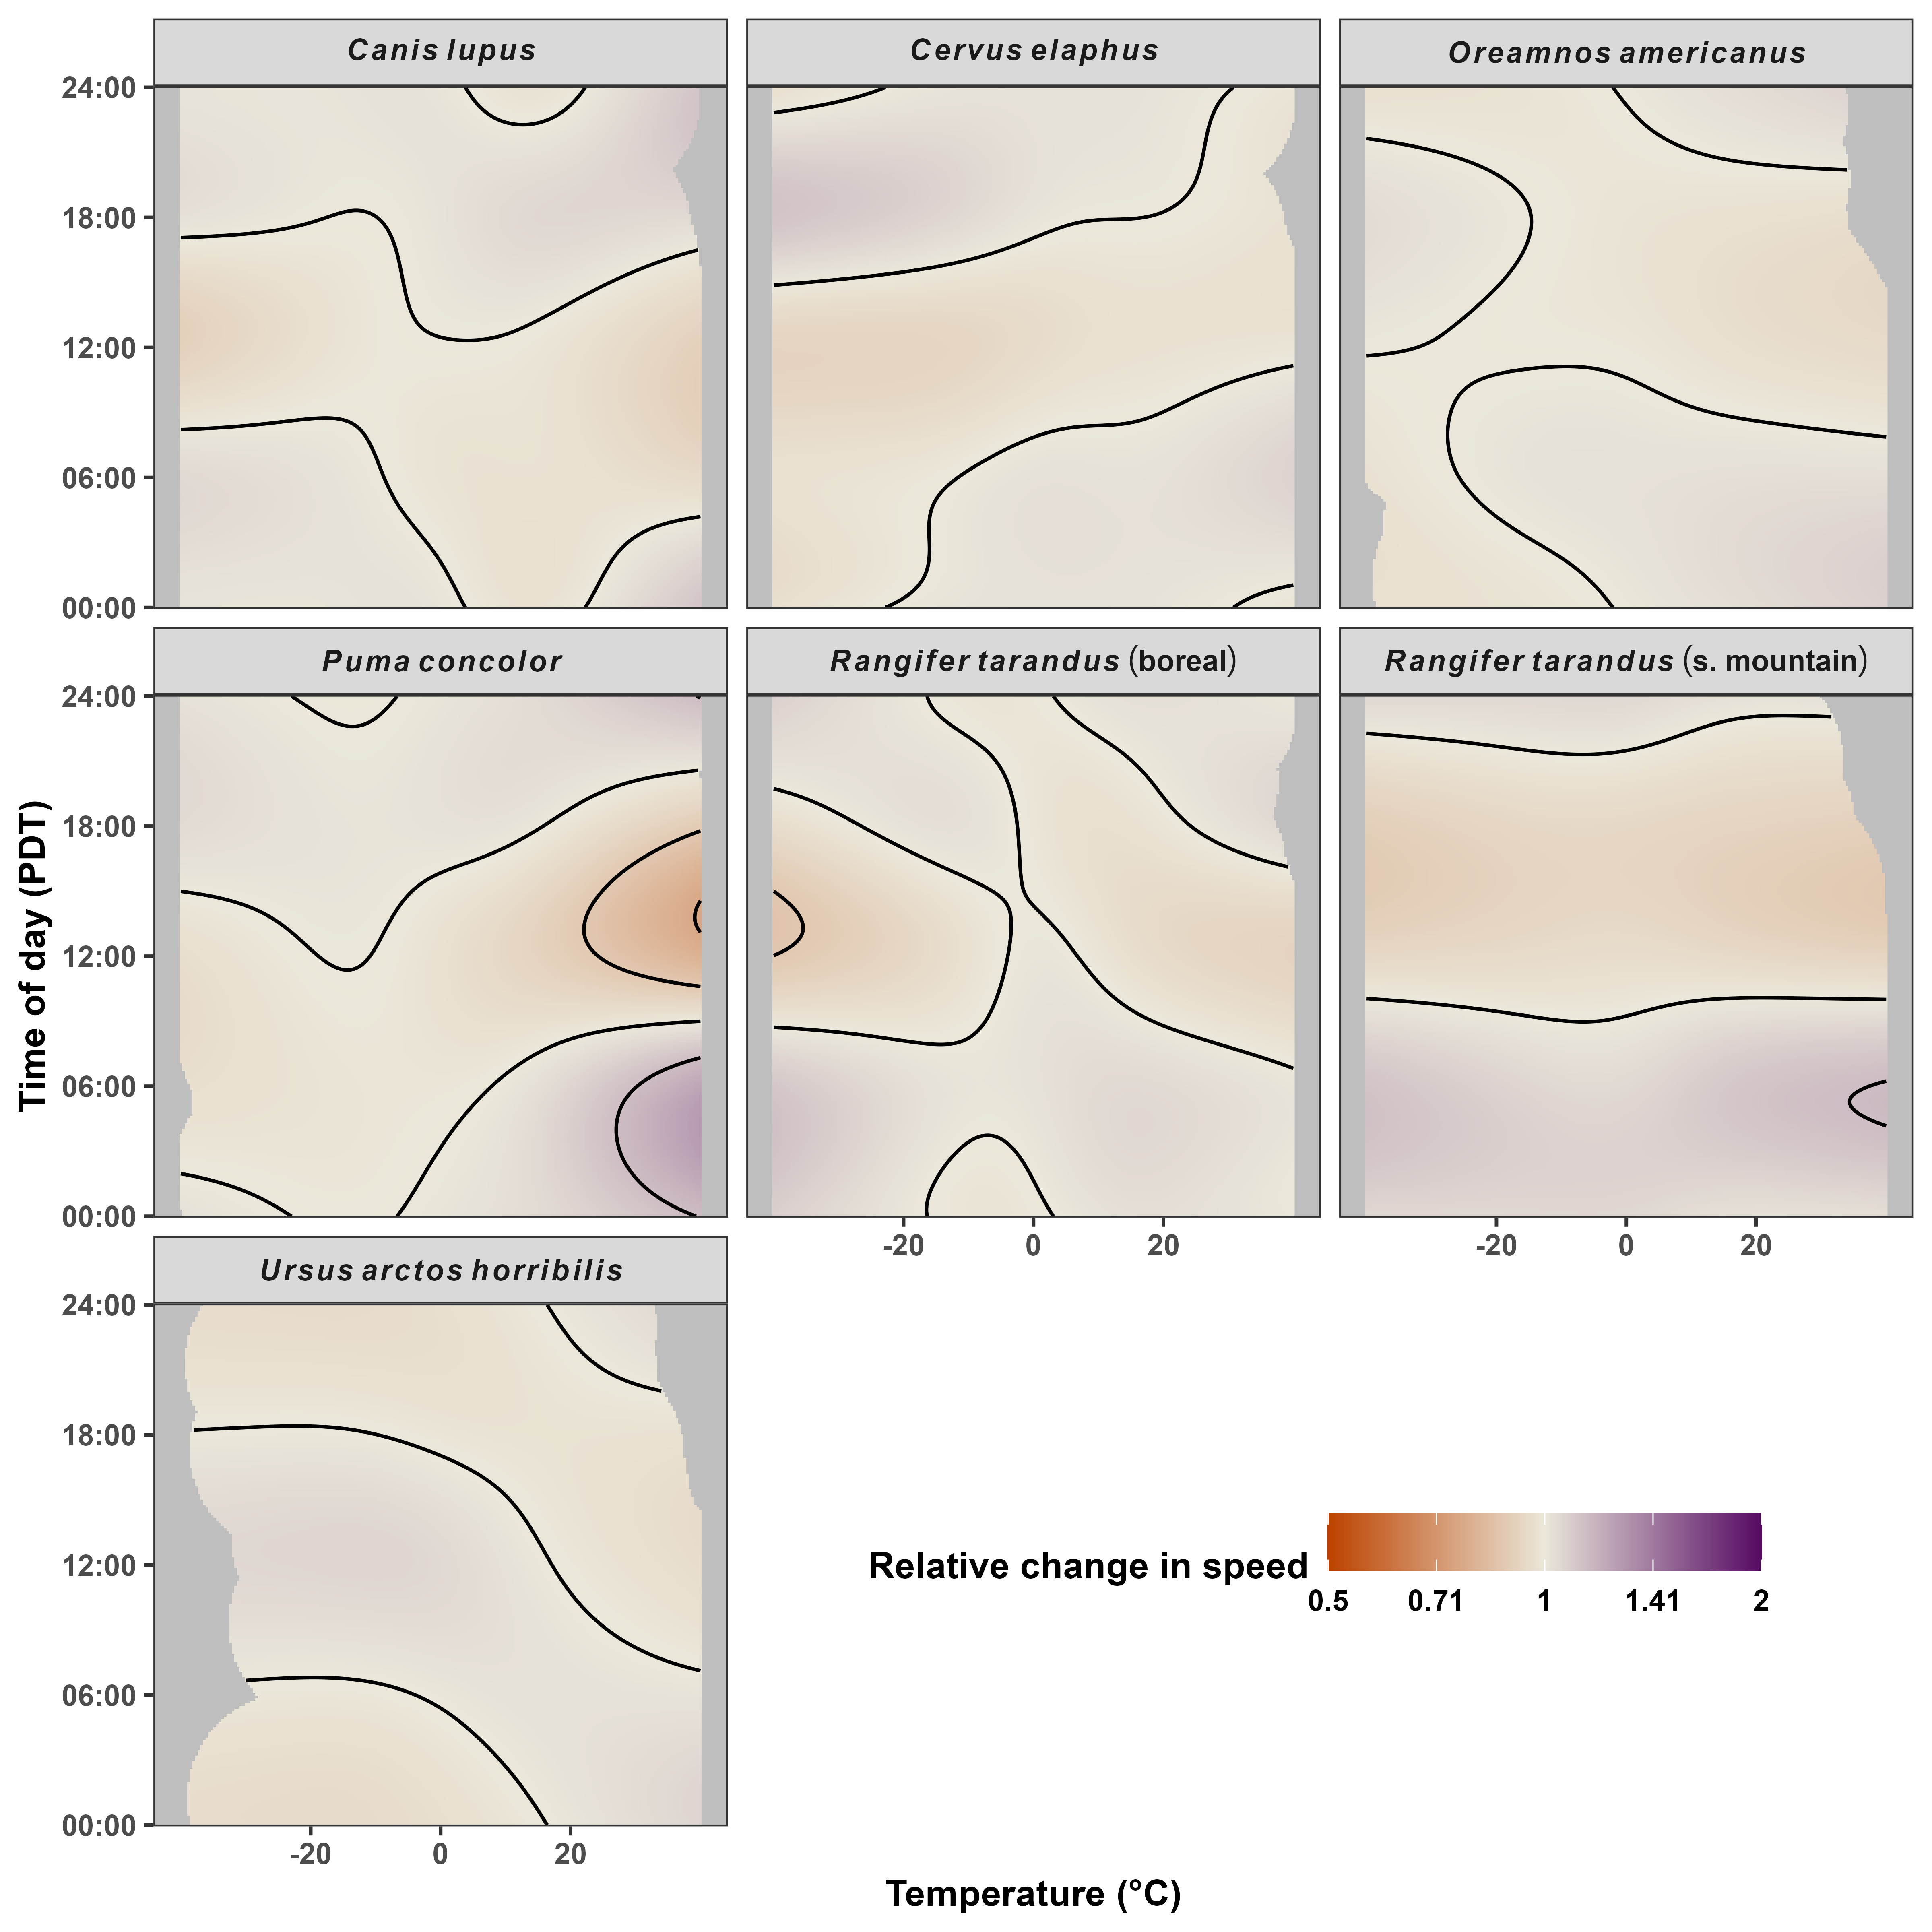 Canis lupus
Cervus elaphus
Oreamnos americanus
24:00
18:00
12:00
06:00
00:00
Puma concolor
Rangifer tarandus (boreal)
Rangifer tarandus (s. mountain)
24:00
18:00
12:00
06:00
00:00
-20 0 20
-20 0 20
Ursus arctos horribilis
24:00
18:00
12:00
06:00
00:00
-20 0 20
Time of day (PDT)
Temperature (°C)
Relative change in speed
0.5 0.71 1 1.41 2